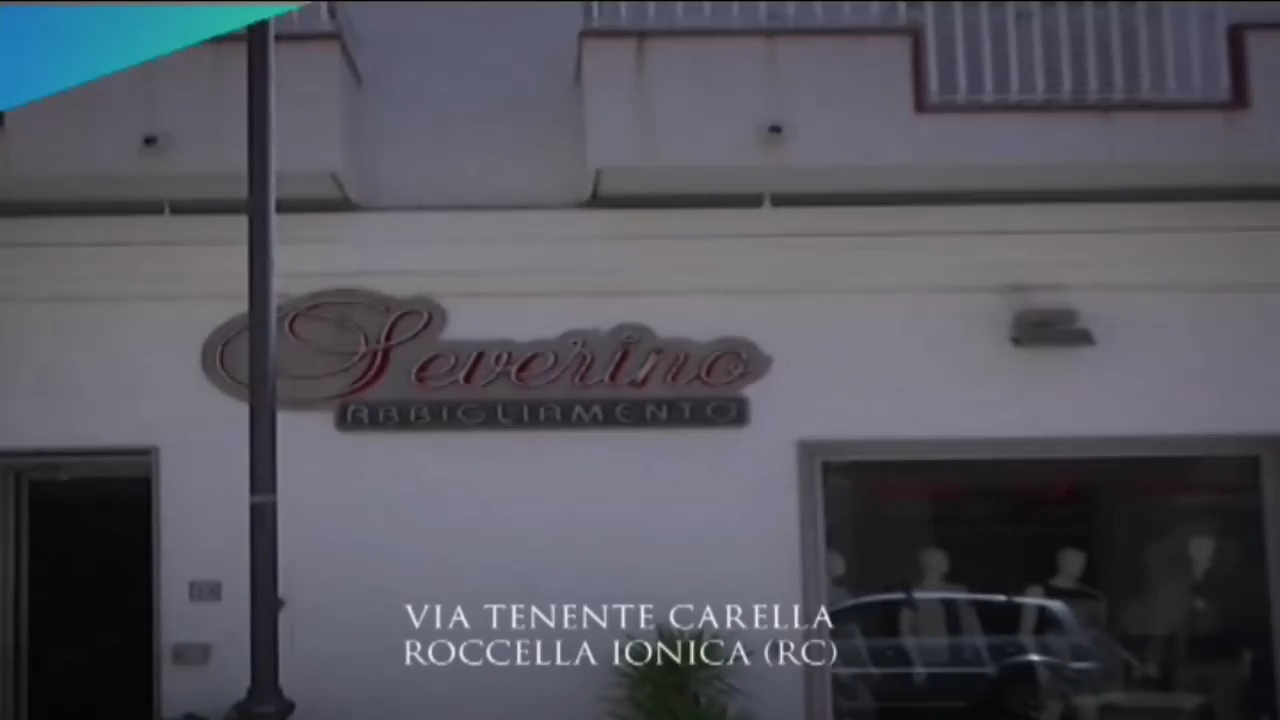 Severino
ABBIGLIAMENTO
VIA TENENTE CARELLA
ROCCELLA IONICA (RC)